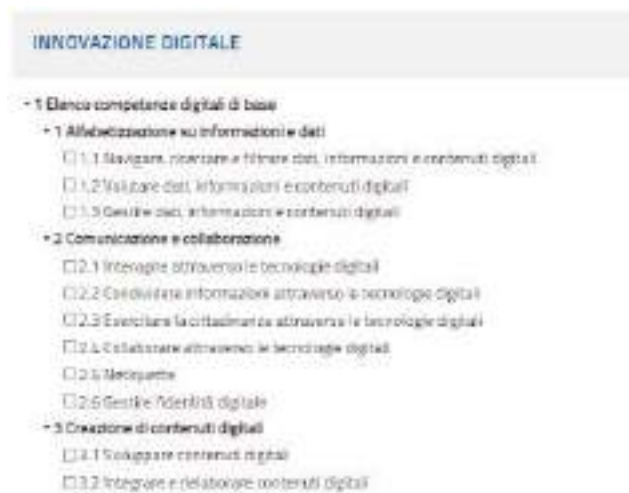 INNOVAZIONE DIGITALE
1 Elenco competenze digitali di base
1 Alfabetizzazione su informazioni e dati
1.1 Navigare, ricercare e filtrare dati, informazioni e contenuti digitali
1.2 Valutare dati, informazioni e contenuti digitali
1.3 Gestire dati, informazioni e contenuti digitali
2 Comunicazione e collaborazione
2.1 Interagire attraverso le tecnologie digitali
2.2 Condividere informazioni attraverso le tecnologie digitali
2.3 Esercitare la cittadinanza attraverso le tecnologie digitali
2.4 Collaborare attraverso le tecnologie digitali
2.5 Netiquette
2.6 Gestire l'identità digitale
3 Creazione di contenuti digitali
3.1 Sviluppare contenuti digitali
3.2 Integrare e rielaborare contenuti digitali